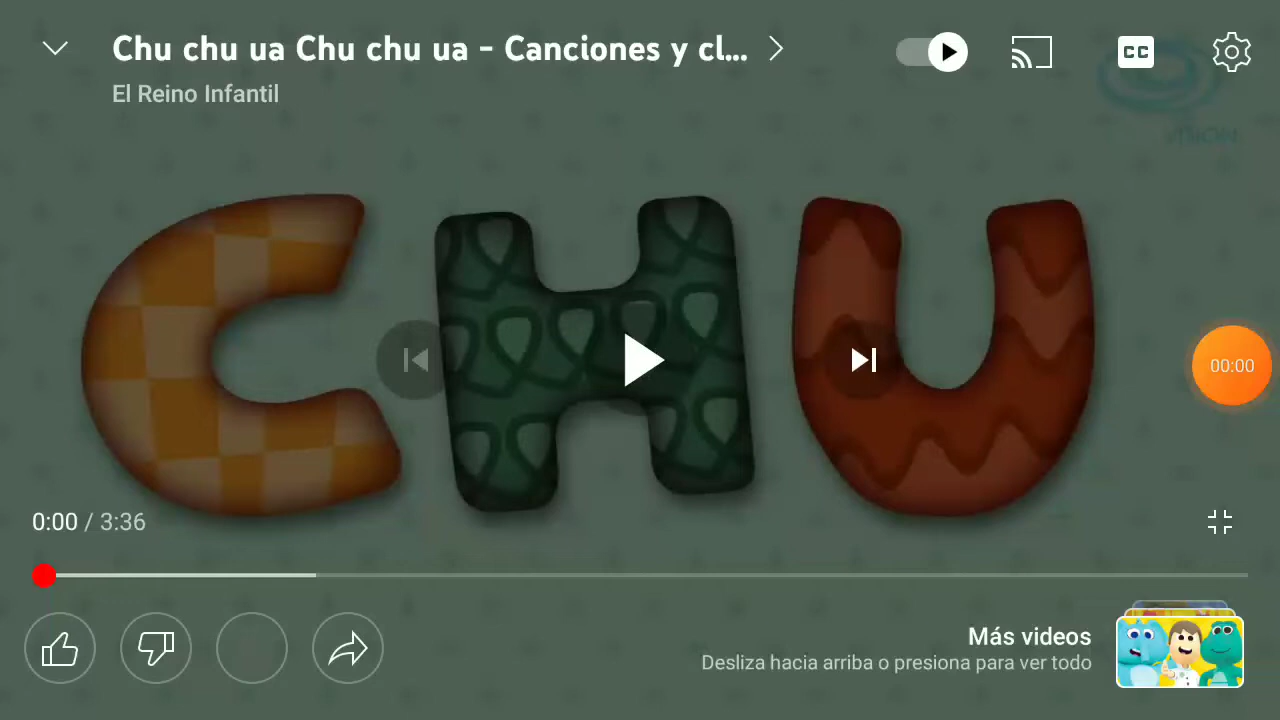 Chu chu ua Chu chu ua - Canciones y cl...
El Reino Infantil
CC
CHU
00:00
0:00 / 3:36
Más videos
Desliza hacia arriba o presiona para ver todo